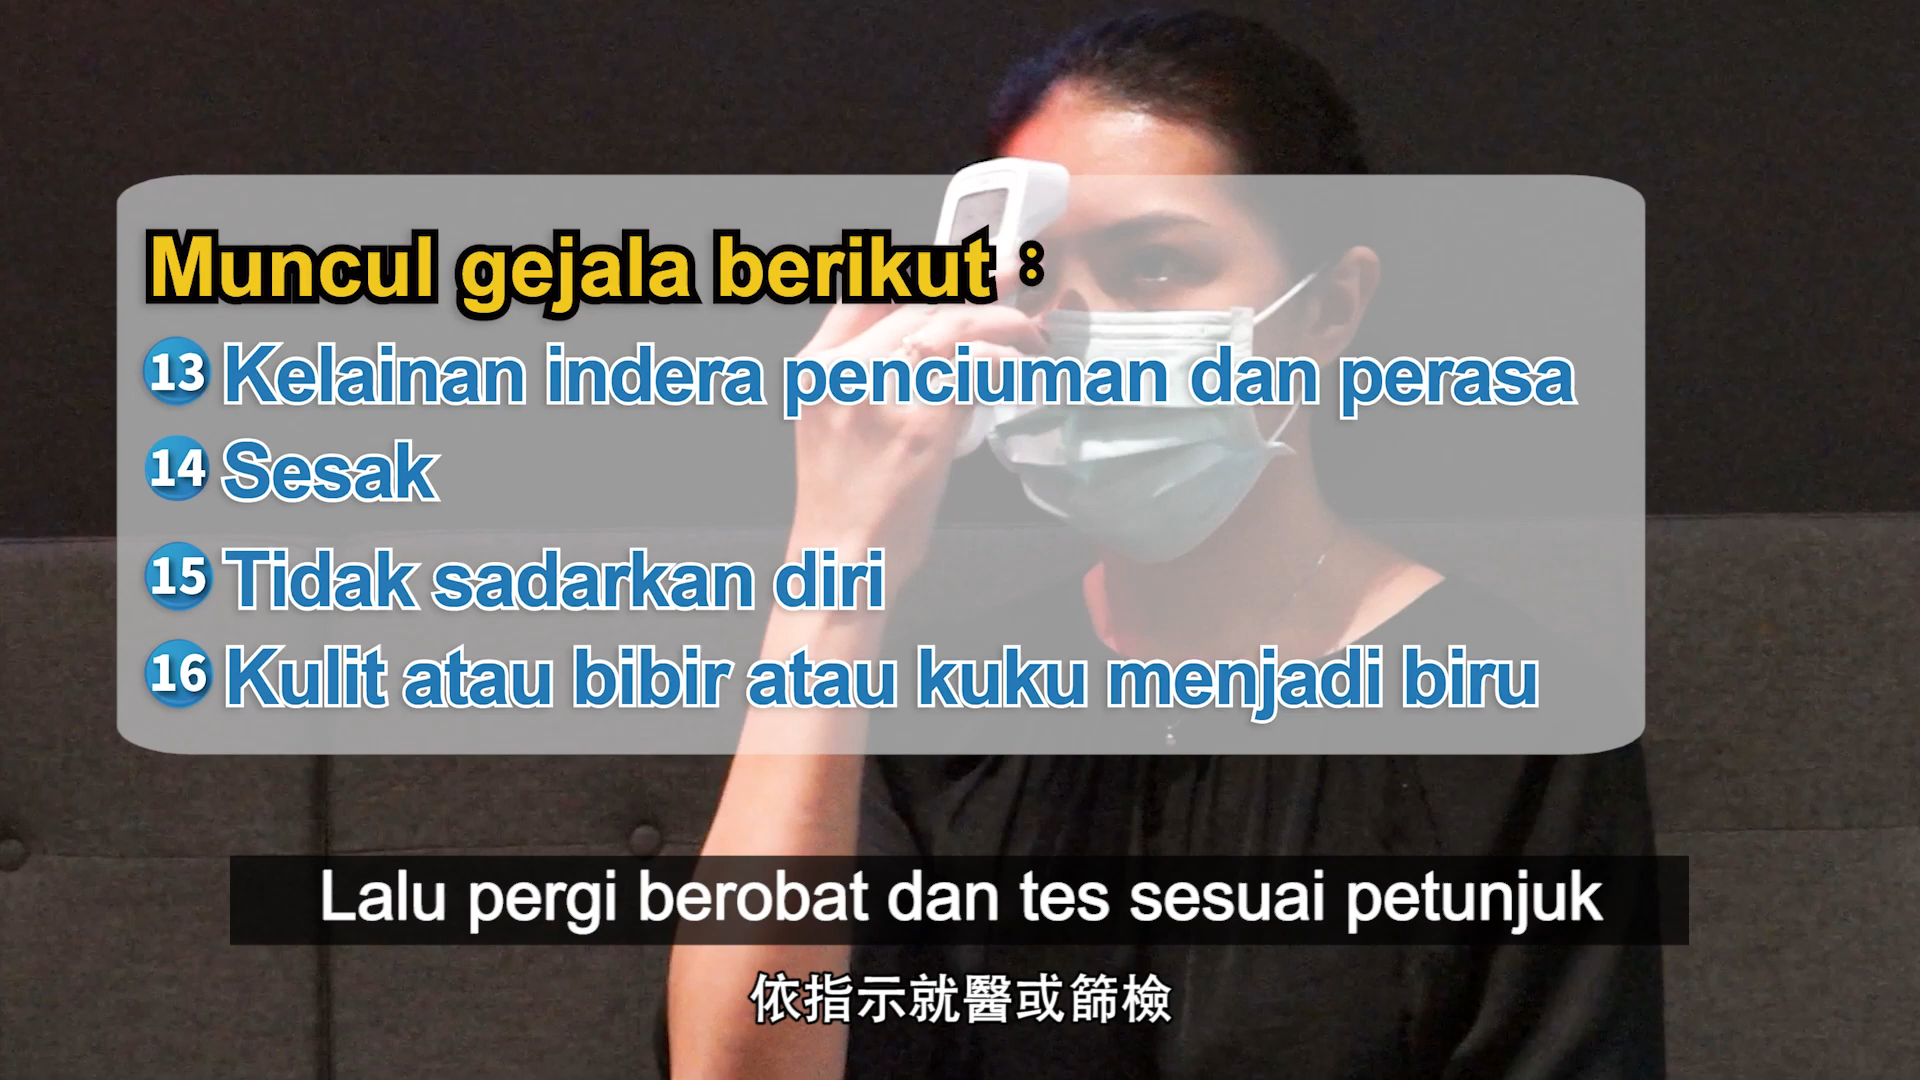 Muncul gejala berikut：
13 Kelainan indera penciuman dan perasa
14 Sesak
15 Tidak sadarkan diri
16 Kulit atau bibir atau kuku menjadi biru
Lalu pergi berobat dan tes sesuai petunjuk
依指示就醫或篩檢